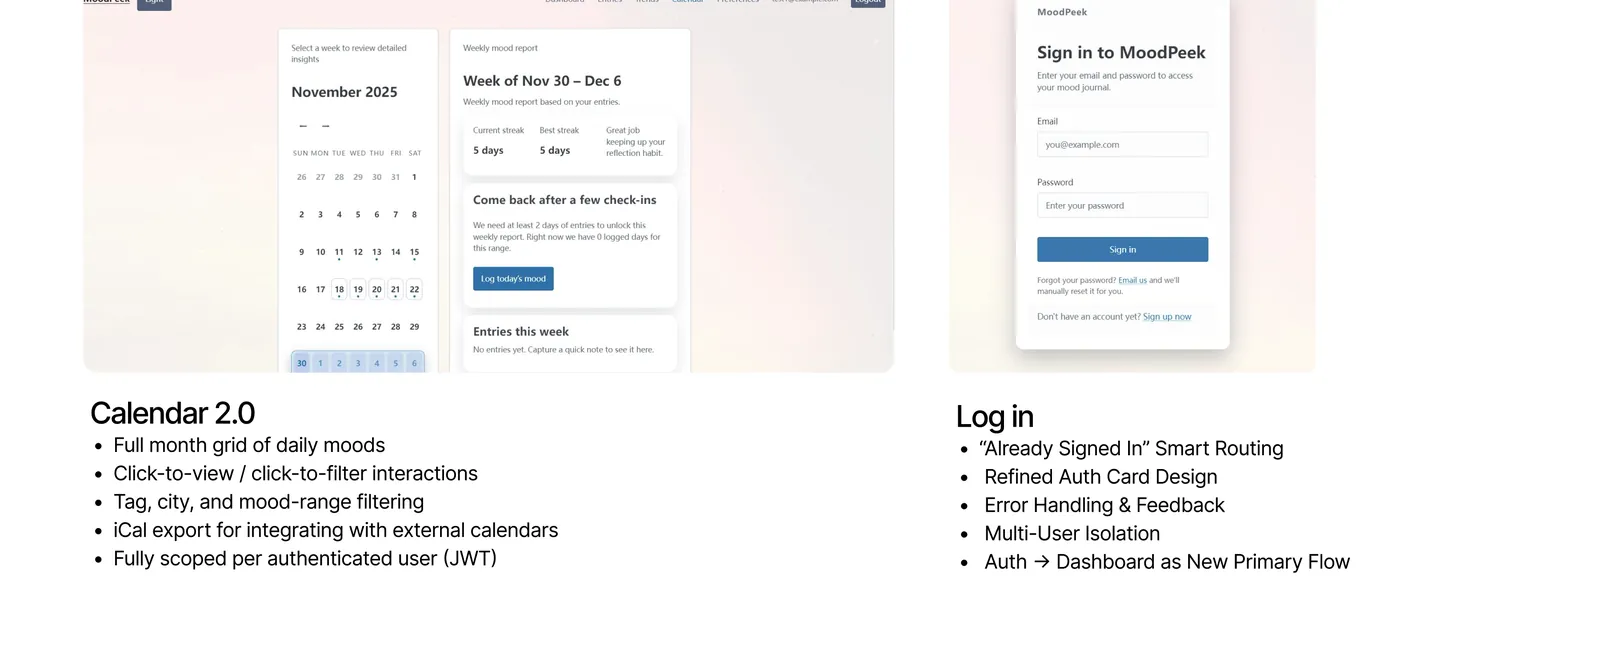 MoodPeek Light Dashboard Entries Trends Calendar Preferences Logout
Select a week to review detailed
insights
November 2025
← →
SUN MON TUE WED THU FRI SAT
26 27 28 29 30 31 1
2 3 4 5 6 7 8
9 10 11 12 13 14 15
16 17 18 19 20 21 22
23 24 25 26 27 28 29
30 1 2 3 4 5 6
Weekly mood report
Week of Nov 30 – Dec 6
Weekly mood report based on your entries.
Current streak
5 days
Best streak
5 days
Great job
keeping up your
reflection habit.
Come back after a few check-ins
We need at least 2 days of entries to unlock this
weekly report. Right now we have 0 logged days for
this range.
Log today's mood
Entries this week
No entries yet. Capture a quick note to see it here.
Calendar 2.0
• Full month grid of daily moods
• Click-to-view / click-to-filter interactions
• Tag, city, and mood-range filtering
• iCal export for integrating with external calendars
• Fully scoped per authenticated user (JWT)
MoodPeek
Sign in to MoodPeek
Enter your email and password to access
your mood journal.
Email
you@example.com
Password
Enter your password
Sign in
Forgot your password? Email us and we'll
manually reset it for you.
Don't have an account yet? Sign up now
Log in
• “Already Signed In” Smart Routing
• Refined Auth Card Design
• Error Handling & Feedback
• Multi-User Isolation
• Auth → Dashboard as New Primary Flow